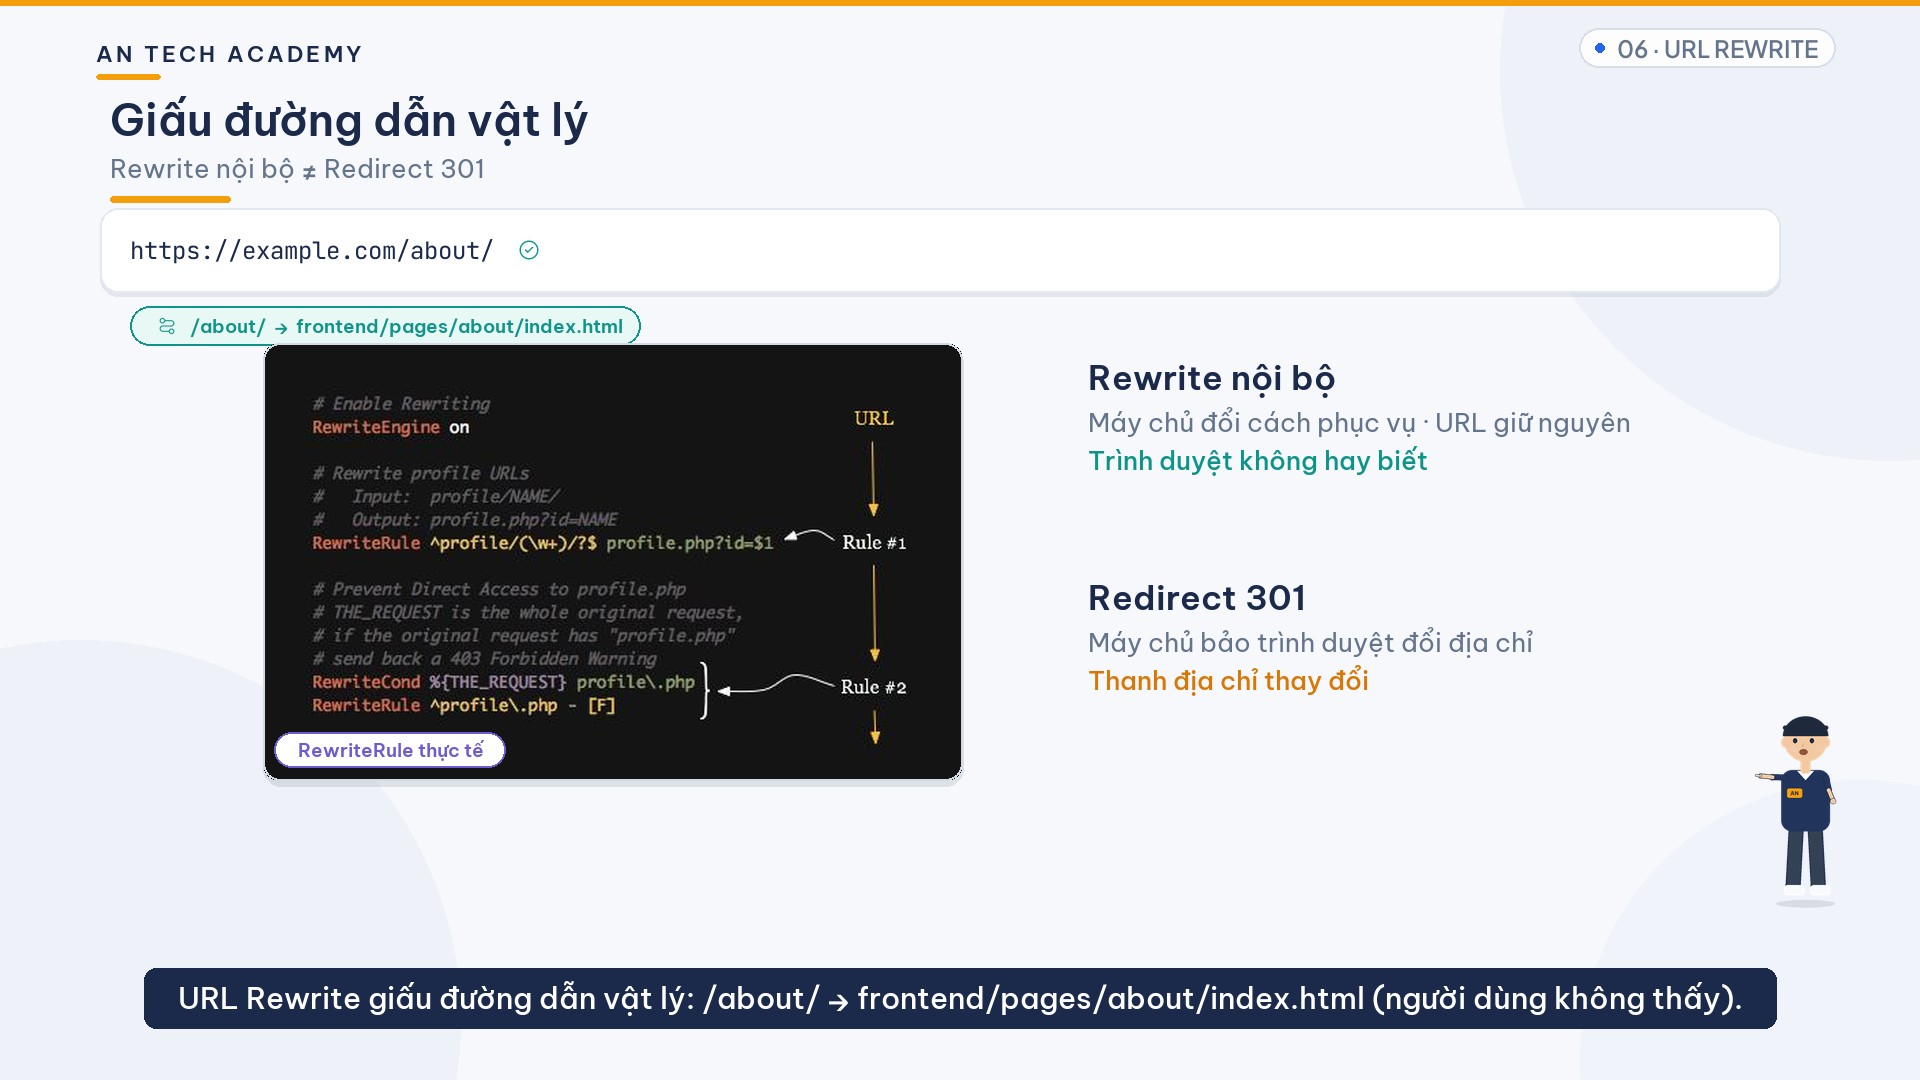 AN TECH ACADEMY
06 · URL REWRITE
Giấu đường dẫn vật lý
Rewrite nội bộ ≠ Redirect 301
https://example.com/about/
/about/ → frontend/pages/about/index.html
# Enable Rewriting
RewriteEngine on
# Rewrite profile URLs
#   Input:  profile/NAME/
#   Output: profile.php?id=NAME
RewriteRule ^profile/(\w+)/?$ profile.php?id=$1
# Prevent Direct Access to profile.php
# THE_REQUEST is the whole original request,
# if the original request has "profile.php"
# send back a 403 Forbidden Warning
RewriteCond %{THE_REQUEST} profile\.php
RewriteRule ^profile\.php - [F]
URL
Rule #1
Rule #2
RewriteRule thực tế
Rewrite nội bộ
Máy chủ đổi cách phục vụ · URL giữ nguyên
Trình duyệt không hay biết
Redirect 301
Máy chủ bảo trình duyệt đổi địa chỉ
Thanh địa chỉ thay đổi
AN
URL Rewrite giấu đường dẫn vật lý: /about/ → frontend/pages/about/index.html (người dùng không thấy).